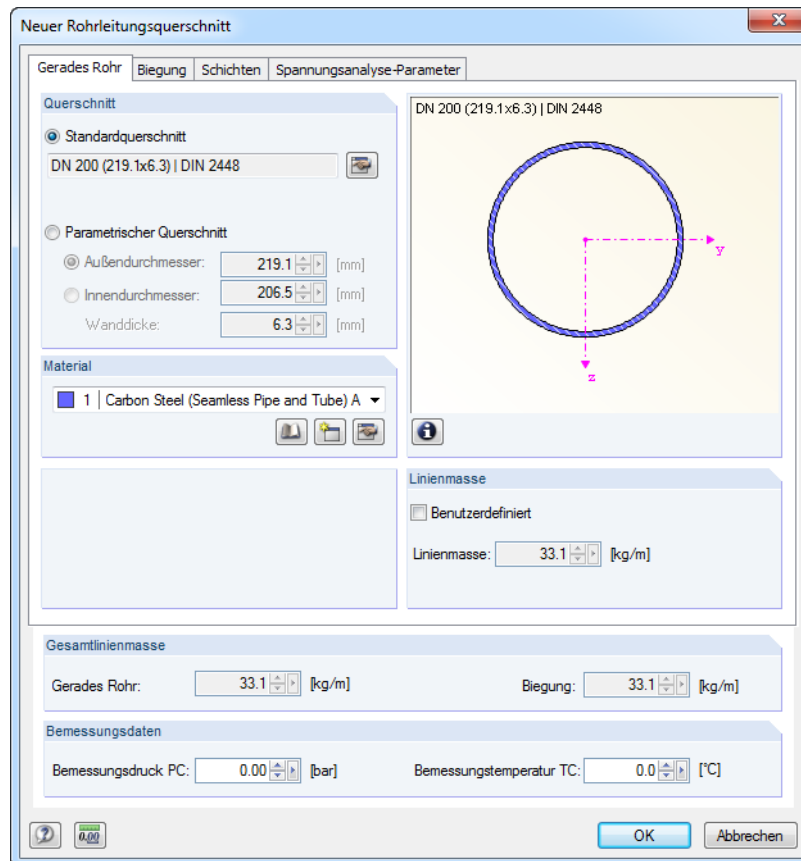 Neuer Rohrleitungsquerschnitt
Gerades Rohr Biegung Schichten Spannungsanalyse-Parameter
Querschnitt
Standardquerschnitt
DN 200 (219.1x6.3) | DIN 2448
Parametrischer Querschnitt
Außendurchmesser: 219.1 [mm]
Innendurchmesser: 206.5 [mm]
Wanddicke: 6.3 [mm]
Material
1 Carbon Steel (Seamless Pipe and Tube) A
DN 200 (219.1x6.3) | DIN 2448
y
z
Linienmasse
Benutzerdefiniert
Linienmasse: 33.1 [kg/m]
Gesamtlinienmasse
Gerades Rohr: 33.1 [kg/m] Biegung: 33.1 [kg/m]
Bemessungsdaten
Bemessungsdruck PC: 0.00 [bar] Bemessungstemperatur TC: 0.0 [°C]
0.00 OK Abbrechen